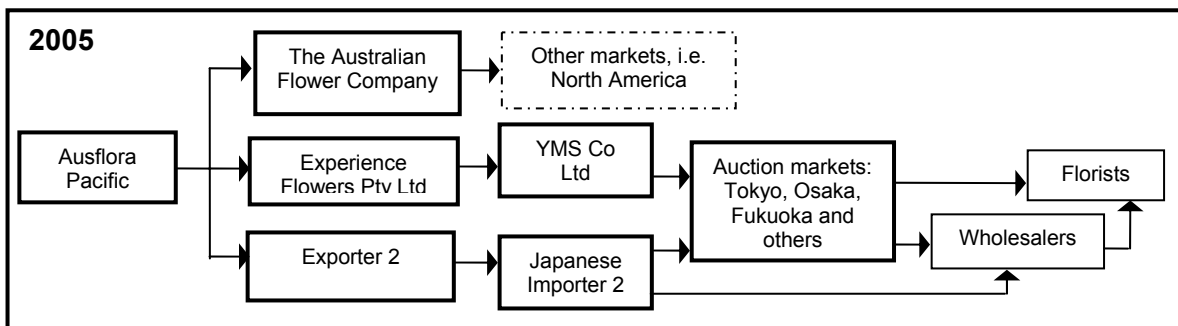 2005
The Australian
Flower Company
Other markets, i.e.
North America
Ausflora
Pacific
Experience
Flowers Pty Ltd
YMS Co
Ltd
Auction markets:
Tokyo, Osaka,
Fukuoka and
others
Florists
Wholesalers
Exporter 2
Japanese
Importer 2